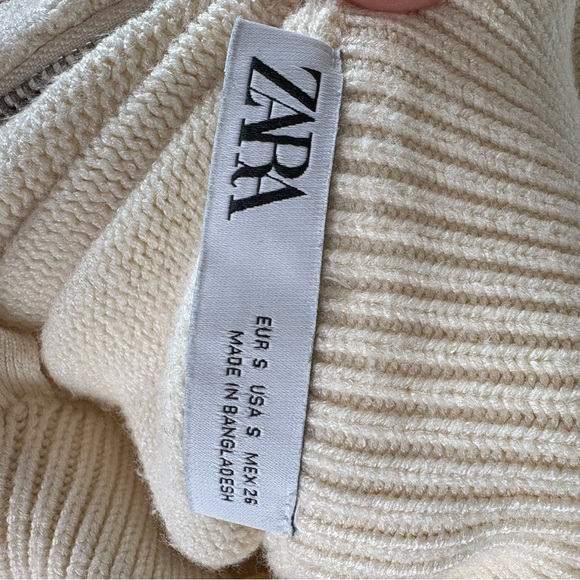 ZARA
EUR S USA S MEX 26
MADE IN BANGLADESH